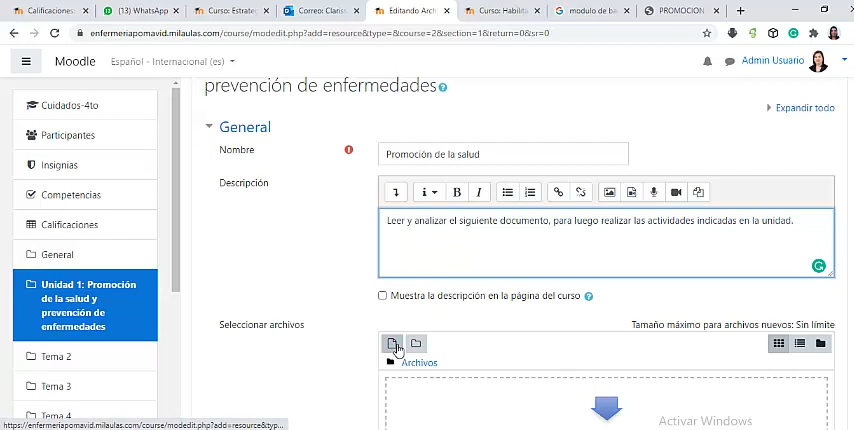 Calificaciones
(13) WhatsApp
Curso: Estrate
Correo: Claris
Editando Arch
Curso: Habilita
modulo de ba
PROMOCION
enfermeriapomavid.milaulas.com/course/modedit.php?add=resource&type=&course=2&section=1&return=0&sr=0
Moodle
Español - Internacional (es)
Admin Usuario
prevención de enfermedades
Expandir todo
Cuidados-4to
Participantes
Insignias
Competencias
Calificaciones
General
Unidad 1: Promoción
de la salud y
prevención de
enfermedades
Tema 2
Tema 3
Tema 4
General
Nombre
Promoción de la salud
Descripción
Leer y analizar el siguiente documento, para luego realizar las actividades indicadas en la unidad.
Muestra la descripción en la página del curso
Seleccionar archivos
Tamaño máximo para archivos nuevos: Sin límite
Archivos
Activar Windows
https://enfermeriapomavid.milaulas.com/course/modedit.php?add=resource&typ...